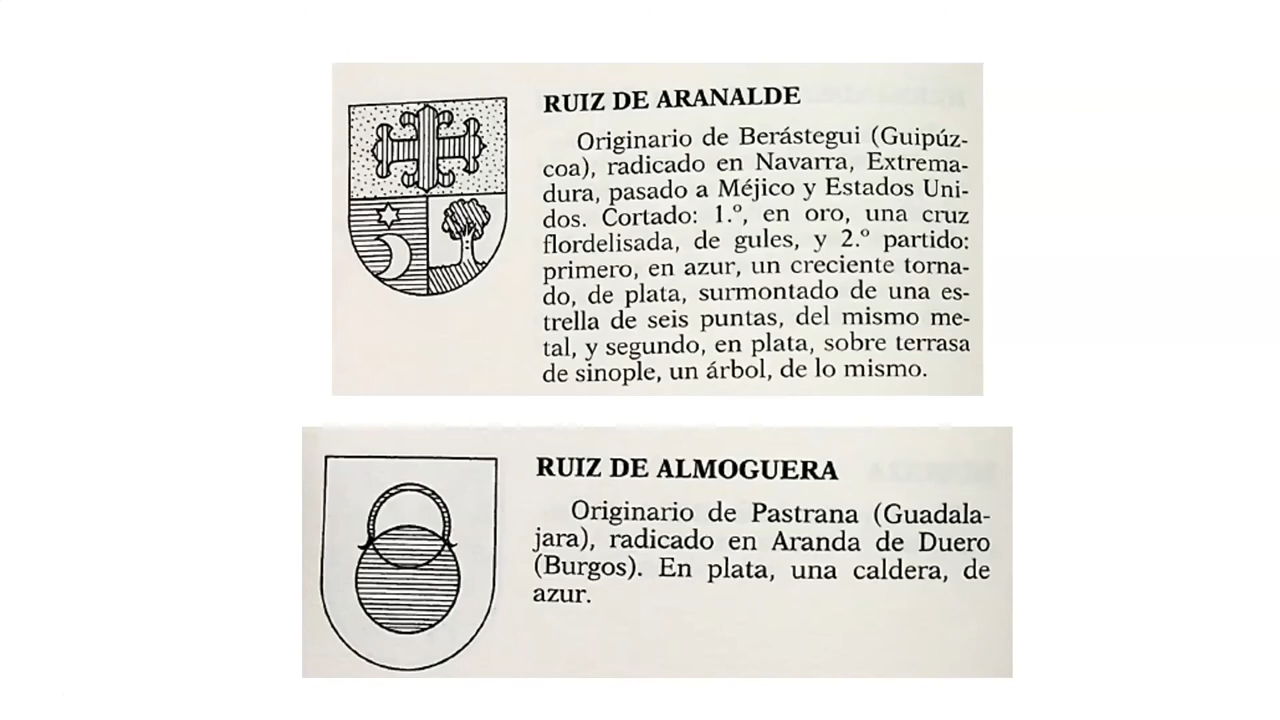 RUIZ DE ARANALDE
Originario de Berástegui (Guipúz-
coa), radicado en Navarra, Extrema-
dura, pasado a Méjico y Estados Uni-
dos. Cortado: 1.º, en oro, una cruz
flordelisada, de gules, y 2.º partido:
primero, en azur, un creciente torna-
do, de plata, surmontado de una es-
trella de seis puntas, del mismo me-
tal, y segundo, en plata, sobre terrasa
de sinople, un árbol, de lo mismo.
RUIZ DE ALMOGUERA
Originario de Pastrana (Guadala-
jara), radicado en Aranda de Duero
(Burgos). En plata, una caldera, de
azur.